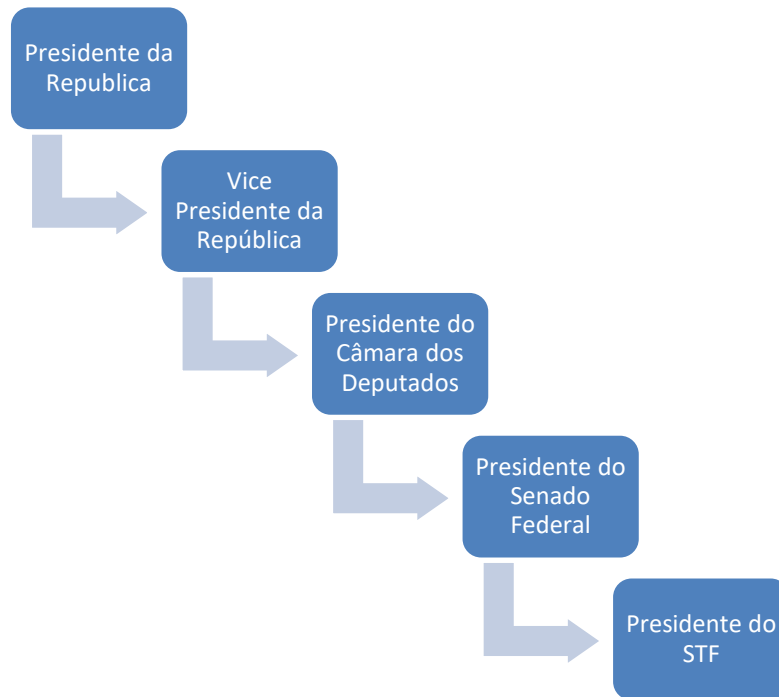 Presidente da
Republica
Vice
Presidente da
República
Presidente do
Câmara dos
Deputados
Presidente do
Senado
Federal
Presidente do
STF